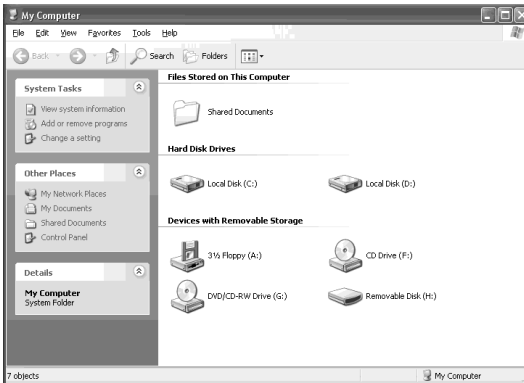 My Computer
File Edit View Favorites Tools Help
Back Search Folders
System Tasks
View system information
Add or remove programs
Change a setting
Other Places
My Network Places
My Documents
Shared Documents
Control Panel
Details
My Computer
System Folder
Files Stored on This Computer
Shared Documents
Hard Disk Drives
Local Disk (C:) Local Disk (D:)
Devices with Removable Storage
3½ Floppy (A:) CD Drive (F:)
DVD/CD-RW Drive (G:) Removable Disk (H:)
7 objects My Computer